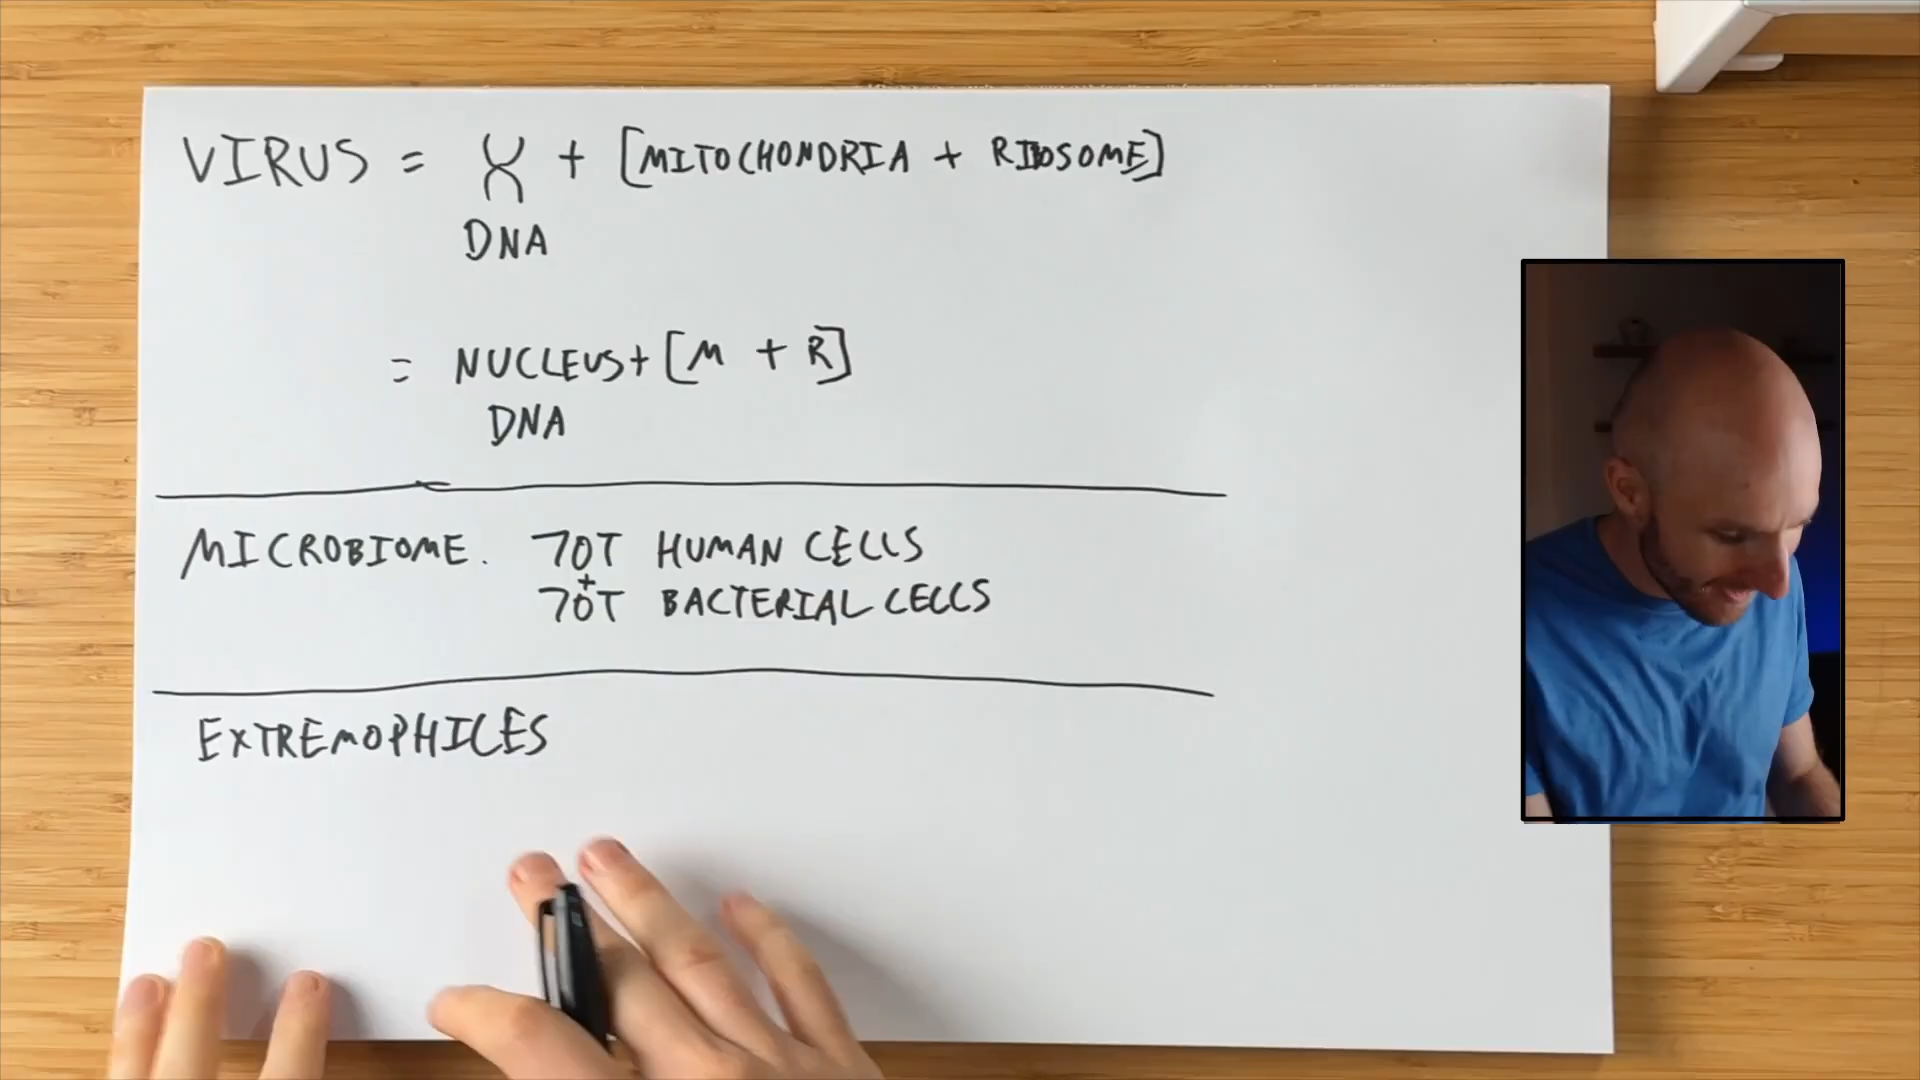 VIRUS = X + [MITOCHONDRIA + RIBOSOME]
DNA
= NUCLEUS + [M + R]
DNA
MICROBIOME. 70T HUMAN CELLS
+
70T BACTERIAL CELLS
EXTREMOPHILES